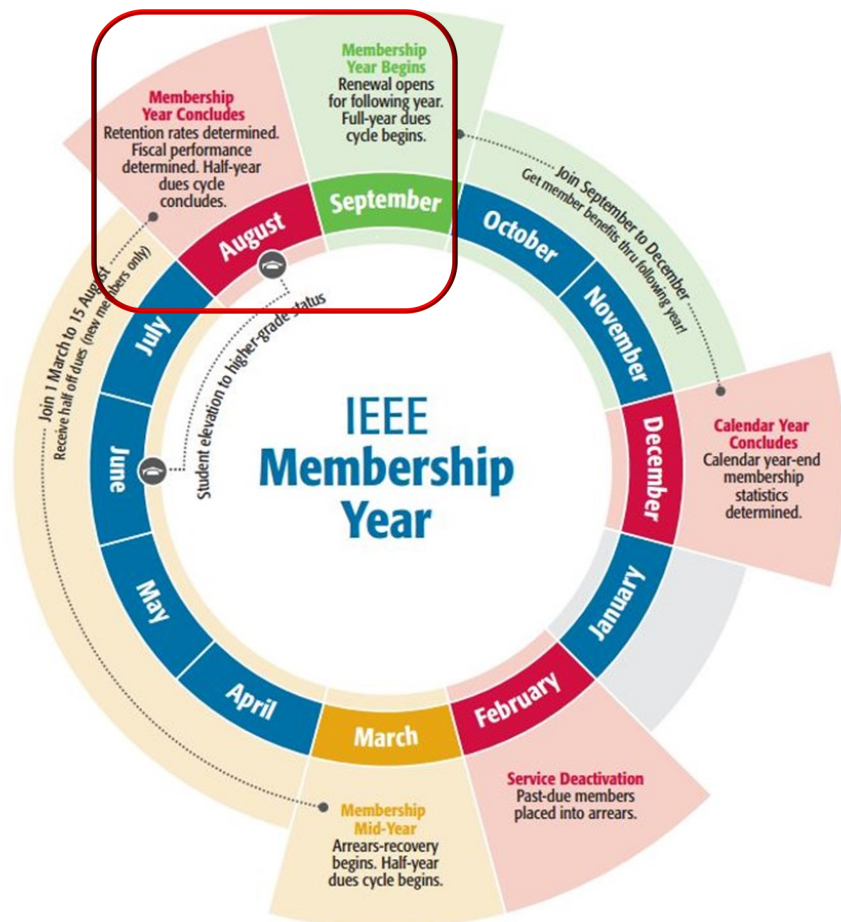 Membership
Year Begins
Renewal opens
for following year.
Full-year dues
cycle begins.
Membership
Year Concludes
Retention rates determined.
Fiscal performance
determined. Half-year
dues cycle
concludes.
September
August
October
November
Join September to December
Get member benefits thru following year!
July
Join 1 March to 15 August
Receive half off dues (new members only)
Student elevation to higher-grade status
IEEE
Membership
Year
June
December
Calendar Year
Concludes
Calendar year-end
membership
statistics
determined.
May
January
April
February
March
Service Deactivation
Past-due members
placed into arrears.
Membership
Mid-Year
Arrears-recovery
begins. Half-year
dues cycle begins.